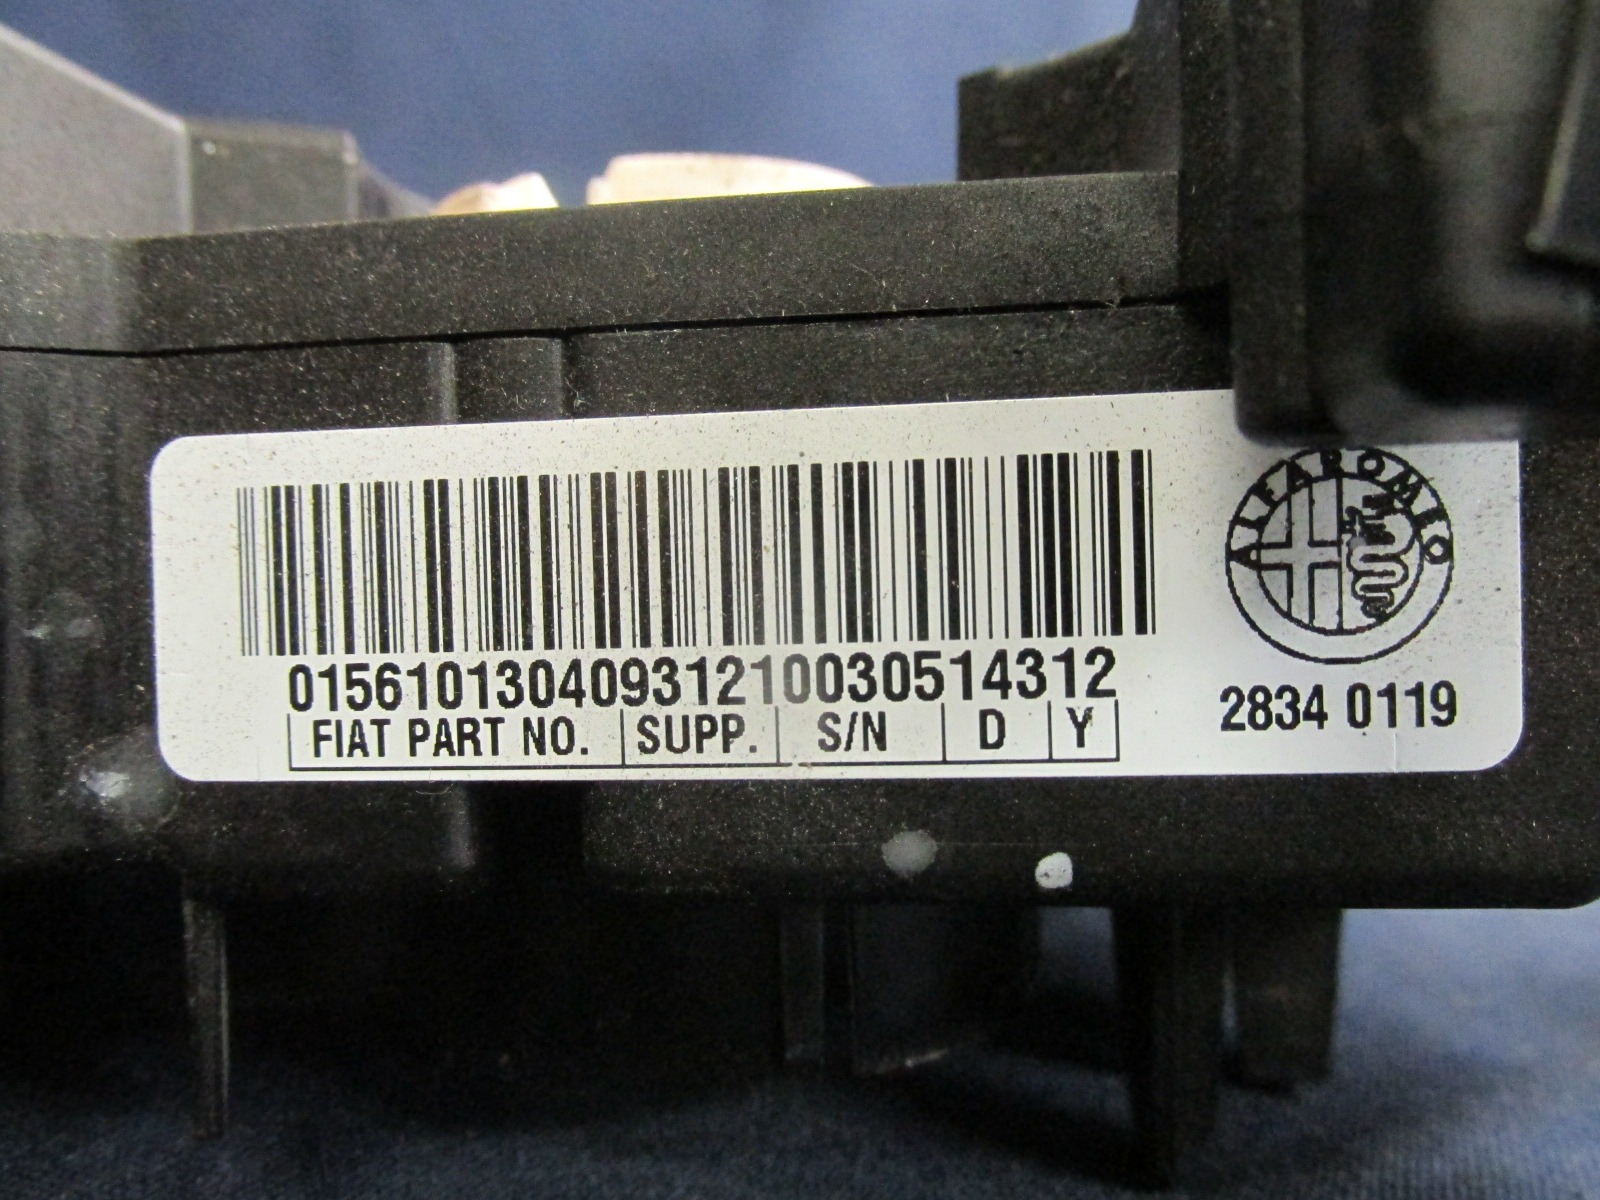 01561013040931210030514312
FIAT PART NO. SUPP. S/N D Y
ALFA ROMEO
2834 0119